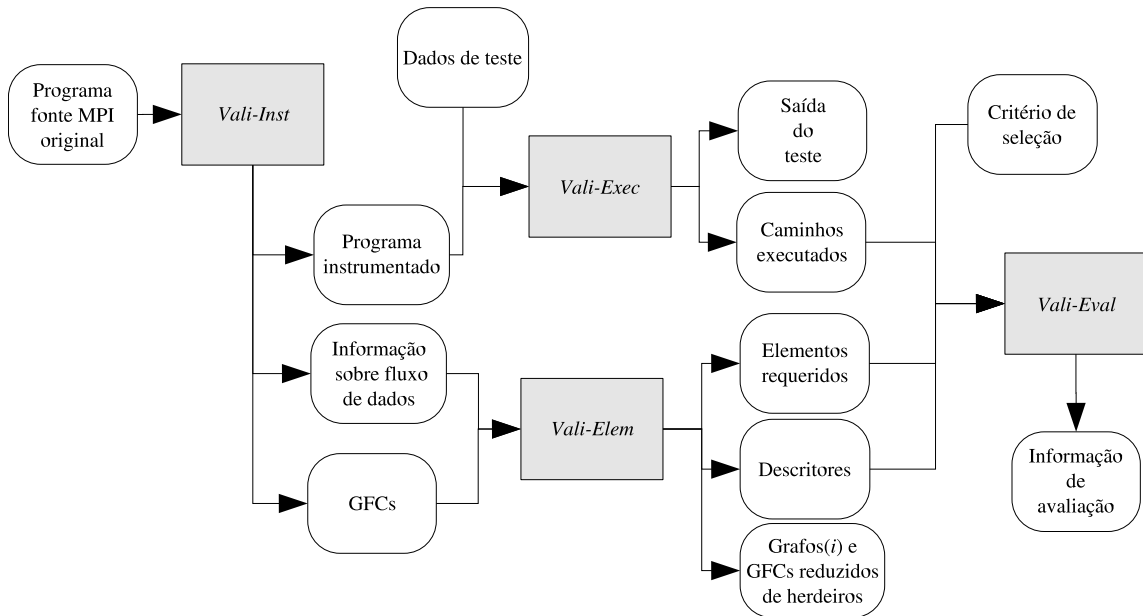 Programa
fonte MPI
original
Vali-Inst
Dados de teste
Programa
instrumentado
Informação
sobre fluxo
de dados
GFCs
Vali-Exec
Vali-Elem
Saída
do
teste
Caminhos
executados
Elementos
requeridos
Descritores
Grafos(i) e
GFCs reduzidos
de herdeiros
Critério de
seleção
Vali-Eval
Informação
de
avaliação